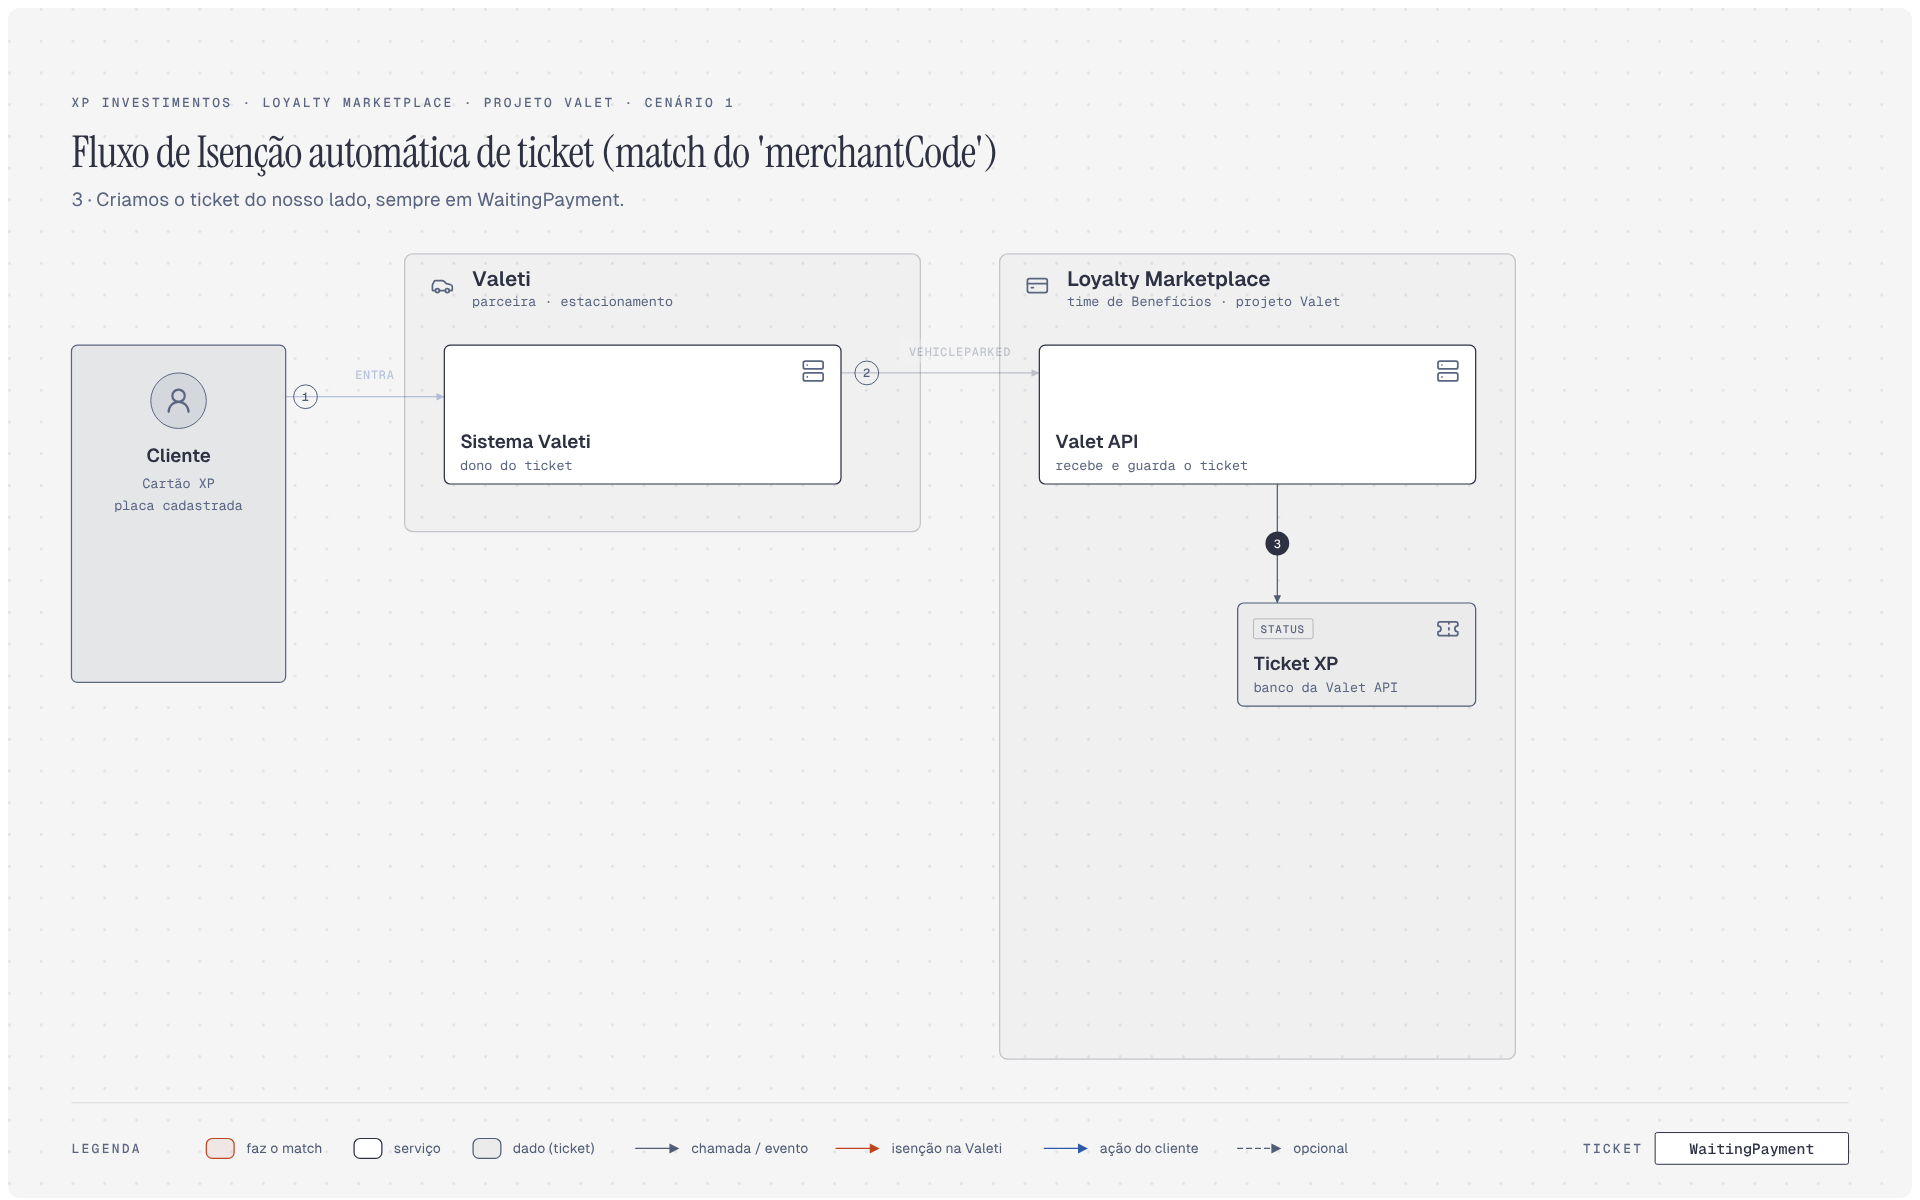 XP INVESTIMENTOS · LOYALTY MARKETPLACE · PROJETO VALET · CENÁRIO 1
Fluxo de Isenção automática de ticket (match do 'merchantCode')
3 · Criamos o ticket do nosso lado, sempre em WaitingPayment.
Valeti
parceira · estacionamento
Loyalty Marketplace
time de Benefícios · projeto Valet
Cliente
Cartão XP
placa cadastrada
1
ENTRA
Sistema Valeti
dono do ticket
2
VEHICLEPARKED
Valet API
recebe e guarda o ticket
3
STATUS
Ticket XP
banco da Valet API
LEGENDA
faz o match
serviço
dado (ticket)
chamada / evento
isenção na Valeti
ação do cliente
opcional
TICKET
WaitingPayment